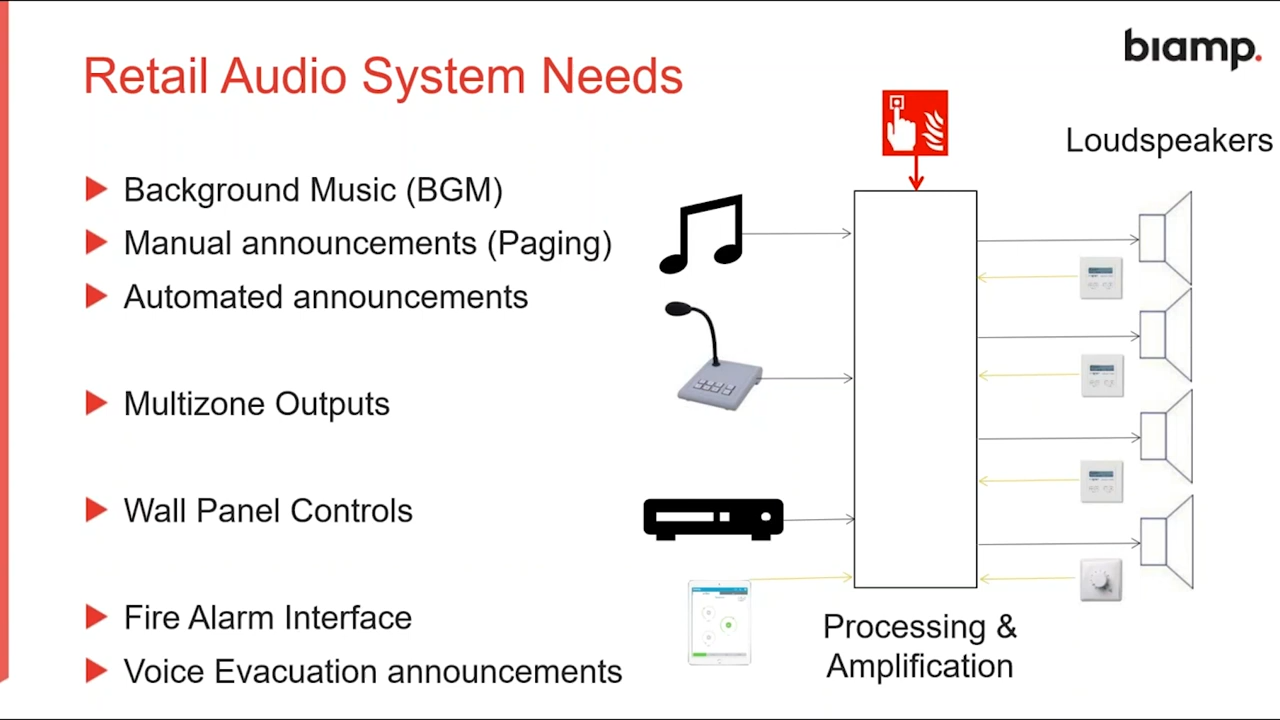 Retail Audio System Needs
biamp.
Background Music (BGM)
Manual announcements (Paging)
Automated announcements
Multizone Outputs
Wall Panel Controls
Fire Alarm Interface
Voice Evacuation announcements
Loudspeakers
Processing &
Amplification